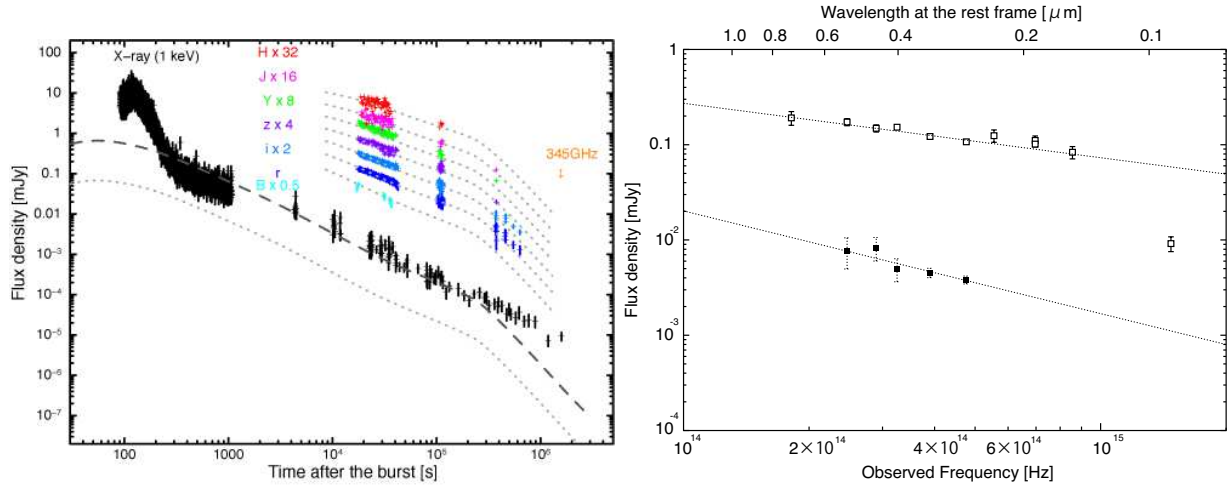 100
10
1
0.1
0.01
10⁻³
10⁻⁴
10⁻⁵
10⁻⁶
10⁻⁷
Flux density [mJy]
X-ray (1 keV)
H x 32
J x 16
Y x 8
z x 4
i x 2
r
B x 0.5
345GHz
100
1000
10⁴
10⁵
10⁶
Time after the burst [s]
Wavelength at the rest frame [ μm]
1.0
0.8
0.6
0.4
0.2
0.1
1
0.1
10⁻²
10⁻³
10⁻⁴
Flux density [mJy]
10¹⁴
2×10¹⁴
4×10¹⁴
6×10¹⁴
10¹⁵
Observed Frequency [Hz]